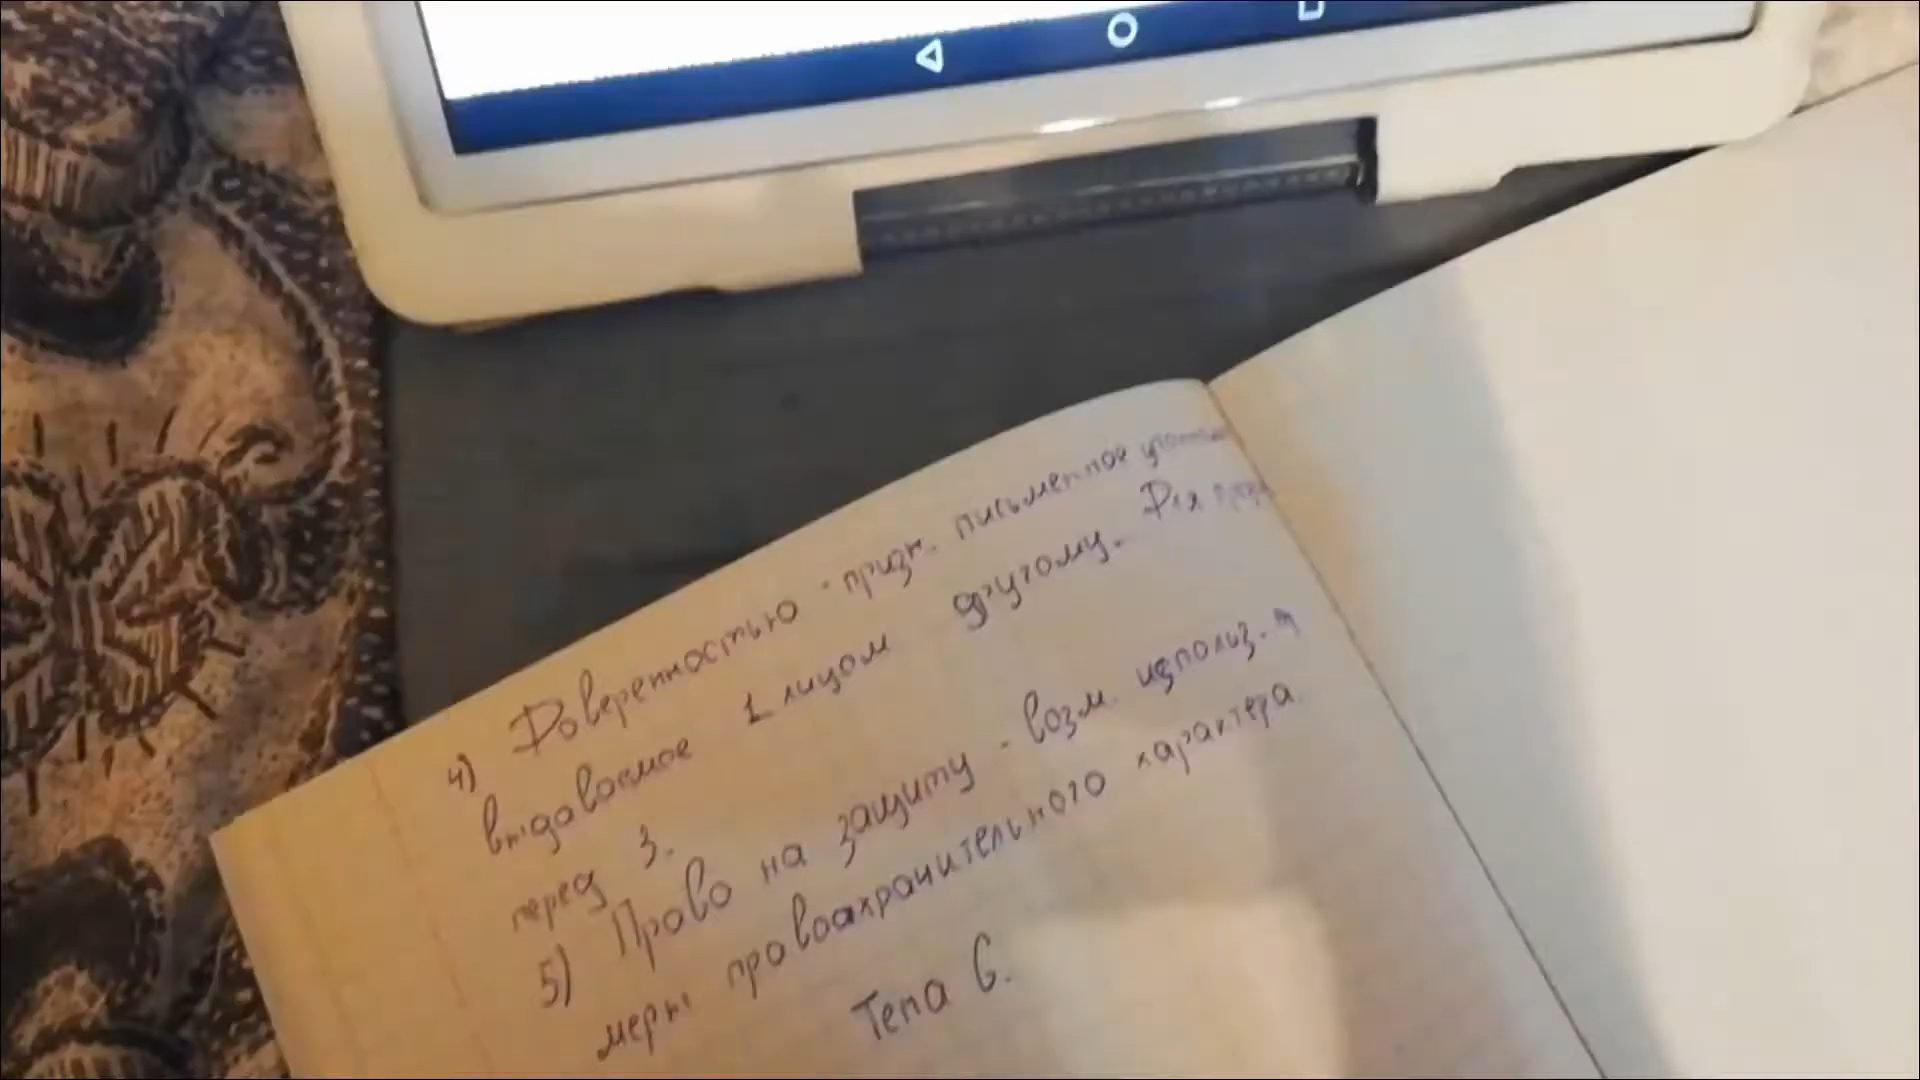 4) Доверенностью - призн. письменное
выдаваемое 1 лицом другому. Для
перед 3.
5) Право на защиту - возм. использ.
меры правоохранительного характера.
Тема 6.